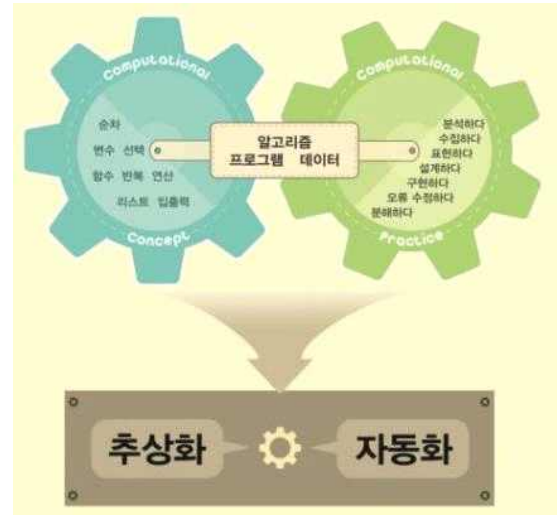 Computational
순차
변수 선택
함수 반복 연산
리스트 입출력
Concept
알고리즘
프로그램 데이터
Computational
분석하다
수집하다
표현하다
설계하다
구현하다
오류 수정하다
분해하다
Practice
추상화
자동화